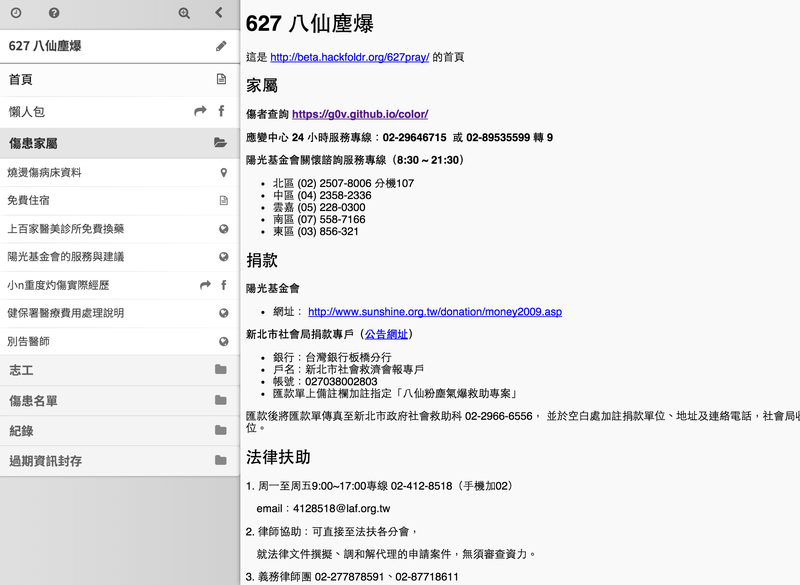 627 八仙塵爆
首頁
懶人包
傷患家屬
燒燙傷病床資料
免費住宿
上百家醫美診所免費換藥
陽光基金會的服務與建議
小n重度灼傷實際經歷
健保署醫療費用處理說明
別告醫師
志工
傷患名單
紀錄
過期資訊封存
627 八仙塵爆
這是 http://beta.hackfoldr.org/627pray/ 的首頁
家屬
傷者查詢 https://g0v.github.io/color/
應變中心 24 小時服務專線：02-29646715 或 02-89535599 轉 9
陽光基金會關懷諮詢服務專線（8:30 ~ 21:30）
• 北區 (02) 2507-8006 分機107
• 中區 (04) 2358-2336
• 雲嘉 (05) 228-0300
• 南區 (07) 558-7166
• 東區 (03) 856-321
捐款
陽光基金會
• 網址： http://www.sunshine.org.tw/donation/money2009.asp
新北市社會局捐款專戶（公告網址）
• 銀行：台灣銀行板橋分行
• 戶名：新北市社會救濟會報專戶
• 帳號：027038002803
• 匯款單上備註欄加註指定「八仙粉塵氣爆救助專案」
匯款後將匯款單傳真至新北市政府社會救助科 02-2966-6556， 並於空白處加註捐款單位、地址及連絡電話，社會局收
位。
法律扶助
1. 周一至周五9:00~17:00專線 02-412-8518（手機加02）
email：4128518@laf.org.tw
2. 律師協助：可直接至法扶各分會，
就法律文件撰擬、調和解代理的申請案件，無須審查資力。
3. 義務律師團 02-277878591、02-87718611